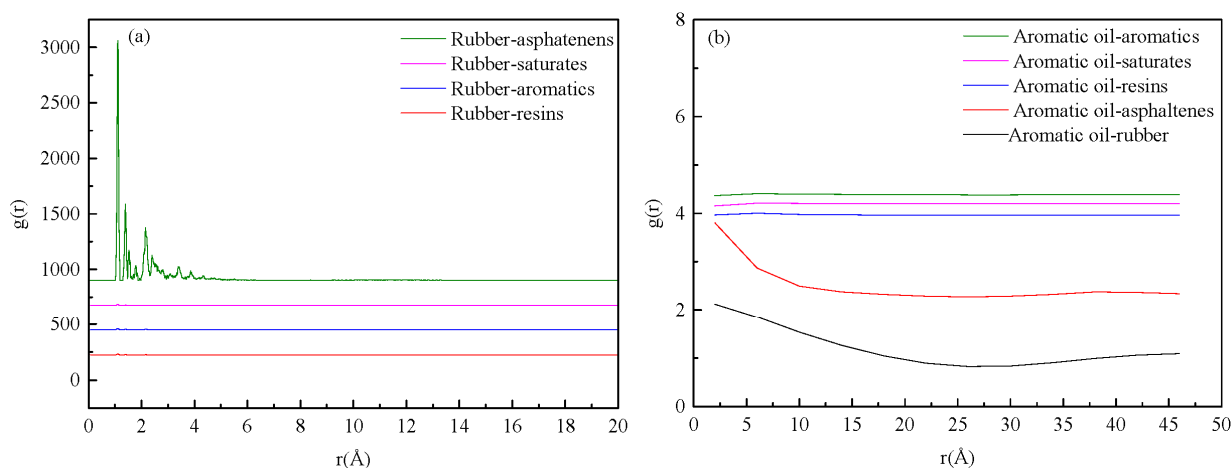 (a)
Rubber-asphatenens
Rubber-saturates
Rubber-aromatics
Rubber-resins
g(r)
3000
2500
2000
1500
1000
500
0
0 2 4 6 8 10 12 14 16 18 20
r(Å)
(b)
Aromatic oil-aromatics
Aromatic oil-saturates
Aromatic oil-resins
Aromatic oil-asphaltenes
Aromatic oil-rubber
g(r)
8
6
4
2
0
0 5 10 15 20 25 30 35 40 45 50
r(Å)